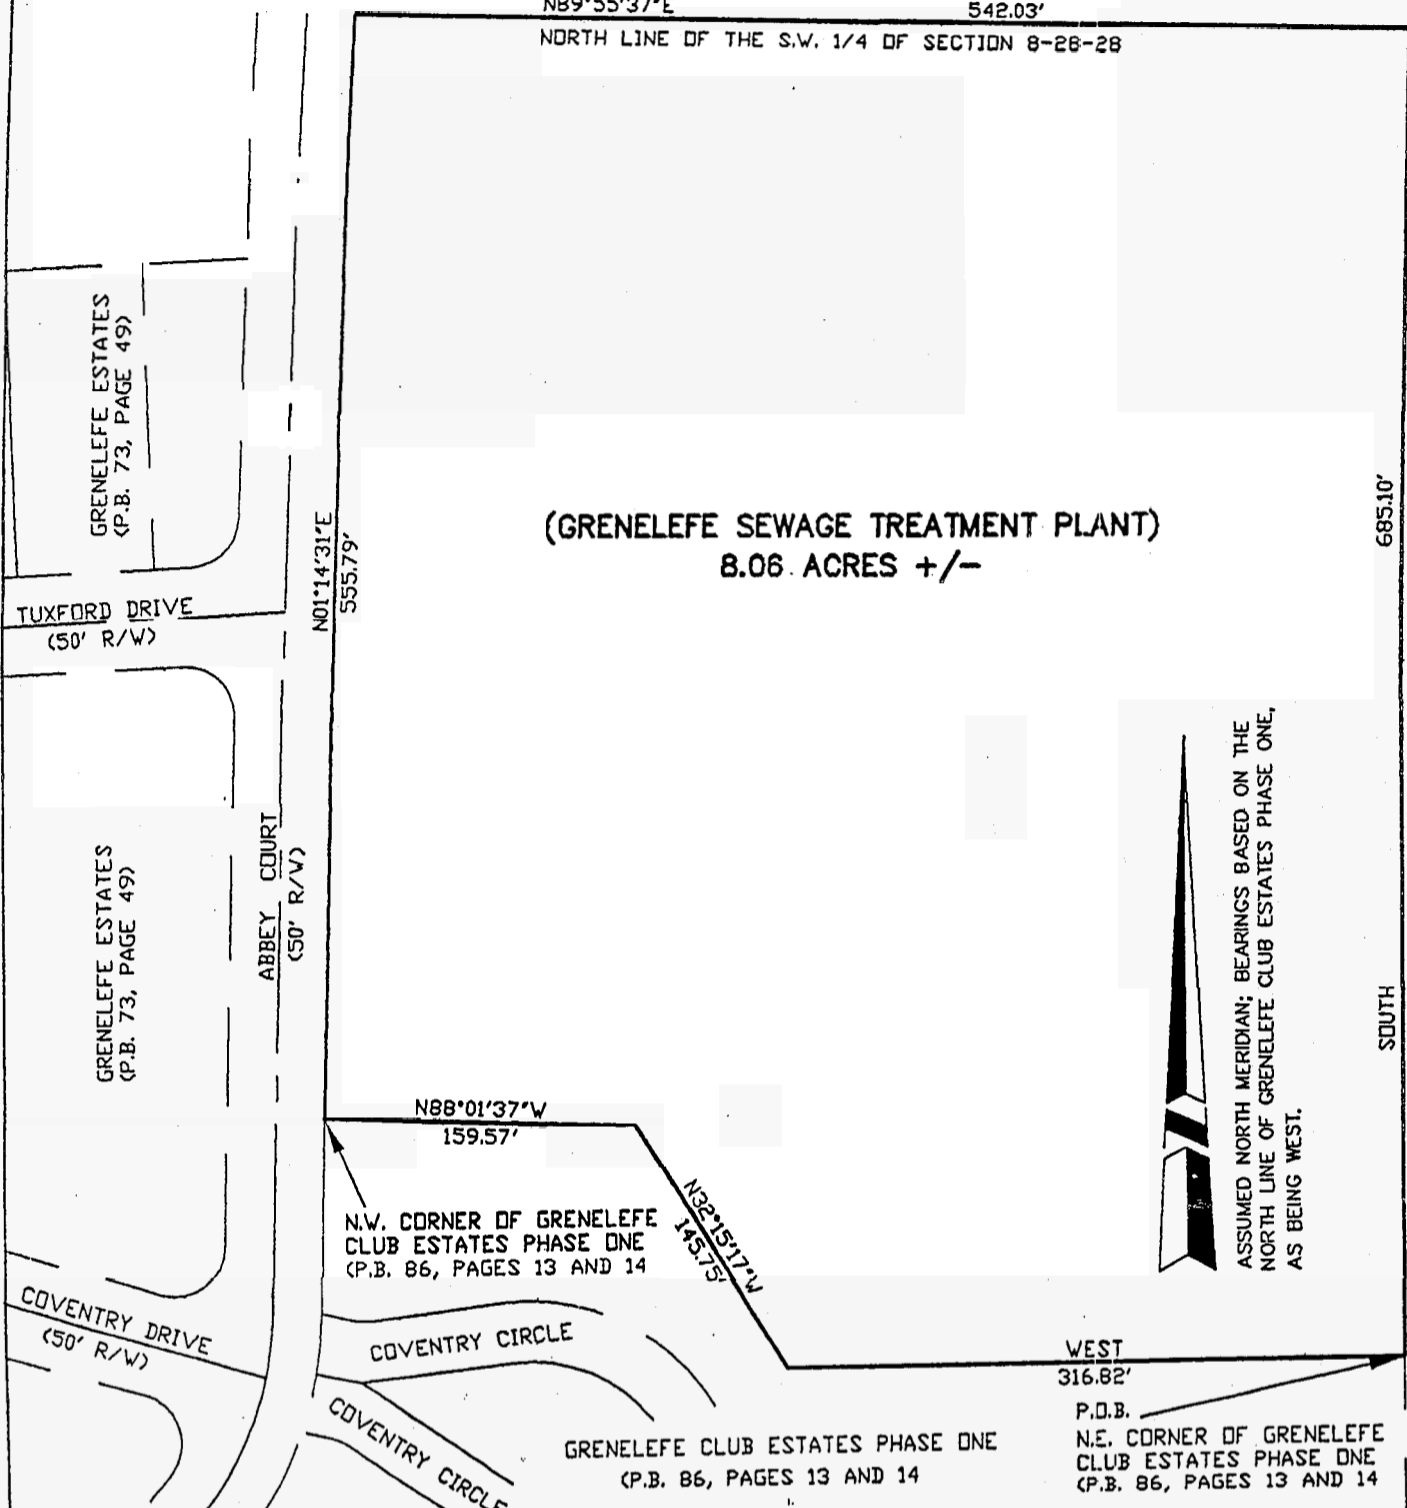 N89°55'37"E 542.03'
NORTH LINE OF THE S.W. 1/4 OF SECTION 8-28-28
GRENELEFE ESTATES
(P.B. 73, PAGE 49)
N01°14'31"E
555.79'
(GRENELEFE SEWAGE TREATMENT PLANT)
8.06 ACRES +/-
685.10'
SOUTH
TUXFORD DRIVE
(50' R/W)
GRENELEFE ESTATES
(P.B. 73, PAGE 49)
ABBEY COURT
(50' R/W)
ASSUMED NORTH MERIDIAN; BEARINGS BASED ON THE
NORTH LINE OF GRENELEFE CLUB ESTATES PHASE ONE,
AS BEING WEST.
N88°01'37"W
159.57'
N.W. CORNER OF GRENELEFE
CLUB ESTATES PHASE ONE
(P.B. 86, PAGES 13 AND 14
N32°15'17"W
145.75'
COVENTRY DRIVE
(50' R/W)
COVENTRY CIRCLE
COVENTRY CIRCLE
WEST
316.82'
P.O.B.
N.E. CORNER OF GRENELEFE
CLUB ESTATES PHASE ONE
(P.B. 86, PAGES 13 AND 14
GRENELEFE CLUB ESTATES PHASE ONE
(P.B. 86, PAGES 13 AND 14